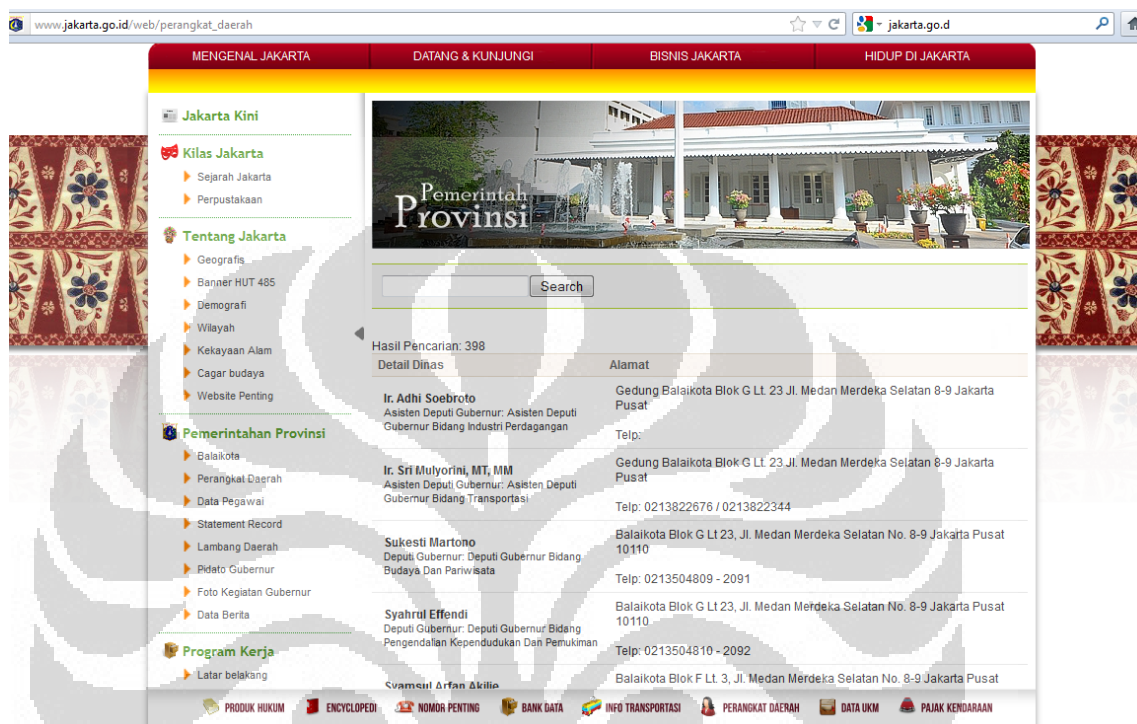 www.jakarta.go.id/web/perangkat_daerah
jakarta.go.d
MENGENAL JAKARTA DATANG & KUNJUNGI BISNIS JAKARTA HIDUP DI JAKARTA
Jakarta Kini
Kilas Jakarta
Sejarah Jakarta
Perpustakaan
Tentang Jakarta
Geografis
Banner HUT 485
Demografi
Wilayah
Kekayaan Alam
Cagar budaya
Website Penting
Pemerintahan Provinsi
Balaikota
Perangkat Daerah
Data Pegawai
Statement Record
Lambang Daerah
Pidato Gubernur
Foto Kegiatan Gubernur
Data Berita
Program Kerja
Latar belakang
Pemerintah
Provinsi
Search
Hasil Pencarian: 398
Detail Dinas Alamat
Ir. Adhi Soebroto
Asisten Deputi Gubernur: Asisten Deputi
Gubernur Bidang Industri Perdagangan
Gedung Balaikota Blok G Lt. 23 Jl. Medan Merdeka Selatan 8-9 Jakarta
Pusat
Telp:
Ir. Sri Mulyorini, MT, MM
Asisten Deputi Gubernur: Asisten Deputi
Gubernur Bidang Transportasi
Gedung Balaikota Blok G Lt. 23 Jl. Medan Merdeka Selatan 8-9 Jakarta
Pusat
Telp: 0213822676 / 0213822344
Sukesti Martono
Deputi Gubernur: Deputi Gubernur Bidang
Budaya Dan Pariwisata
Balaikota Blok G Lt 23, Jl. Medan Merdeka Selatan No. 8-9 Jakarta Pusat
10110
Telp: 0213504809 - 2091
Syahrul Effendi
Deputi Gubernur: Deputi Gubernur Bidang
Pengendalian Kependudukan Dan Pemukiman
Balaikota Blok G Lt 23, Jl. Medan Merdeka Selatan No. 8-9 Jakarta Pusat
10110
Telp: 0213504810 - 2092
Syamsul Arfan Akilie
Balaikota Blok F Lt. 3, Jl. Medan Merdeka Selatan No. 8-9 Jakarta Pusat
PRODUK HUKUM ENCYCLOPEDI NOMOR PENTING BANK DATA INFO TRANSPORTASI PERANGKAT DAERAH DATA UKM PAJAK KENDARAAN